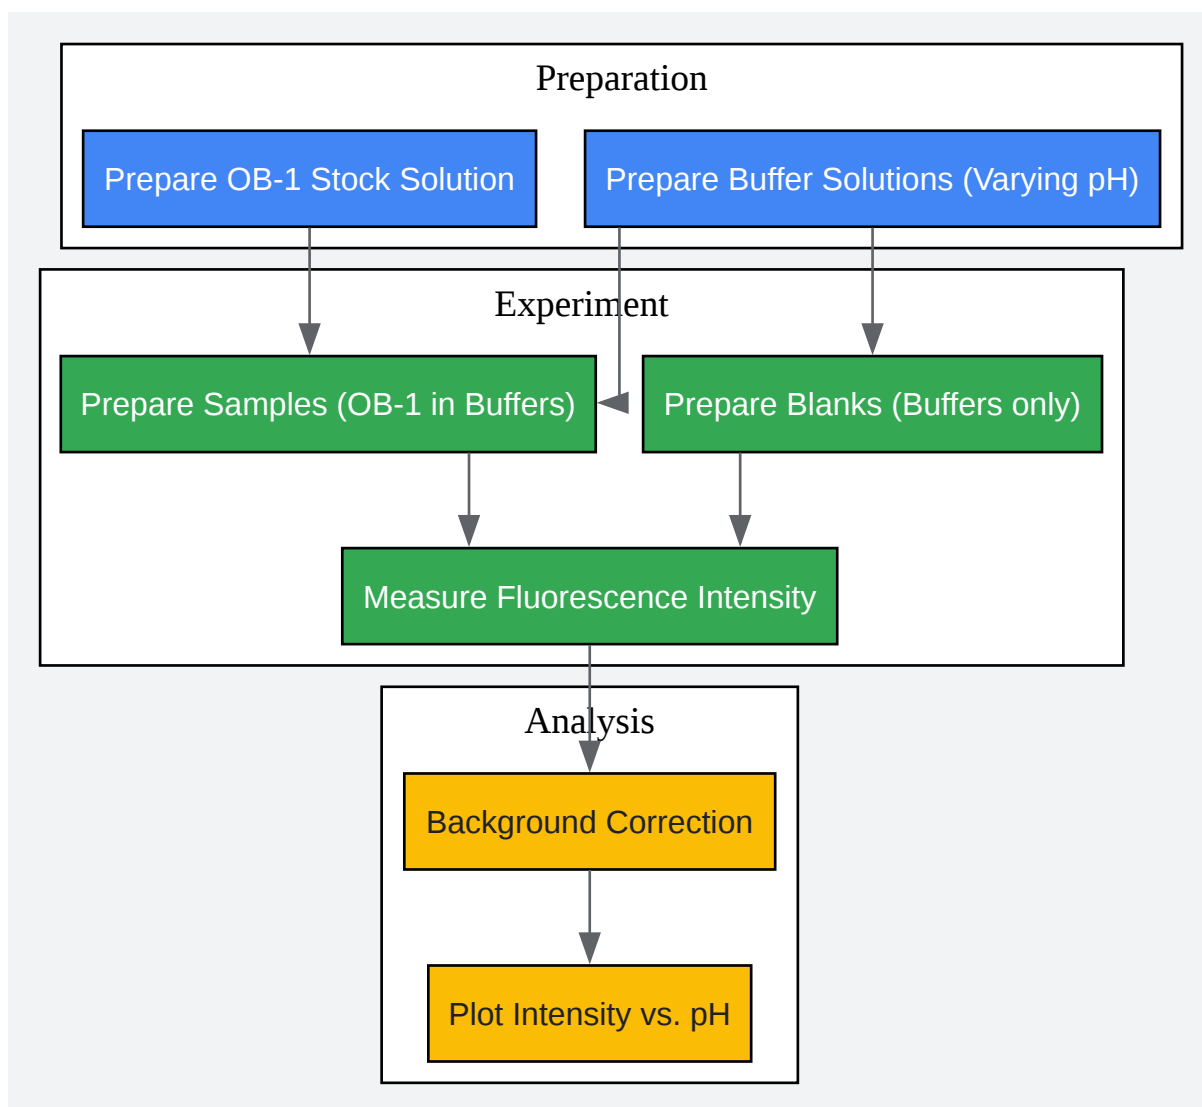 Preparation
Prepare OB-1 Stock Solution
Prepare Buffer Solutions (Varying pH)
Experiment
Prepare Samples (OB-1 in Buffers)
Prepare Blanks (Buffers only)
Measure Fluorescence Intensity
Analysis
Background Correction
Plot Intensity vs. pH